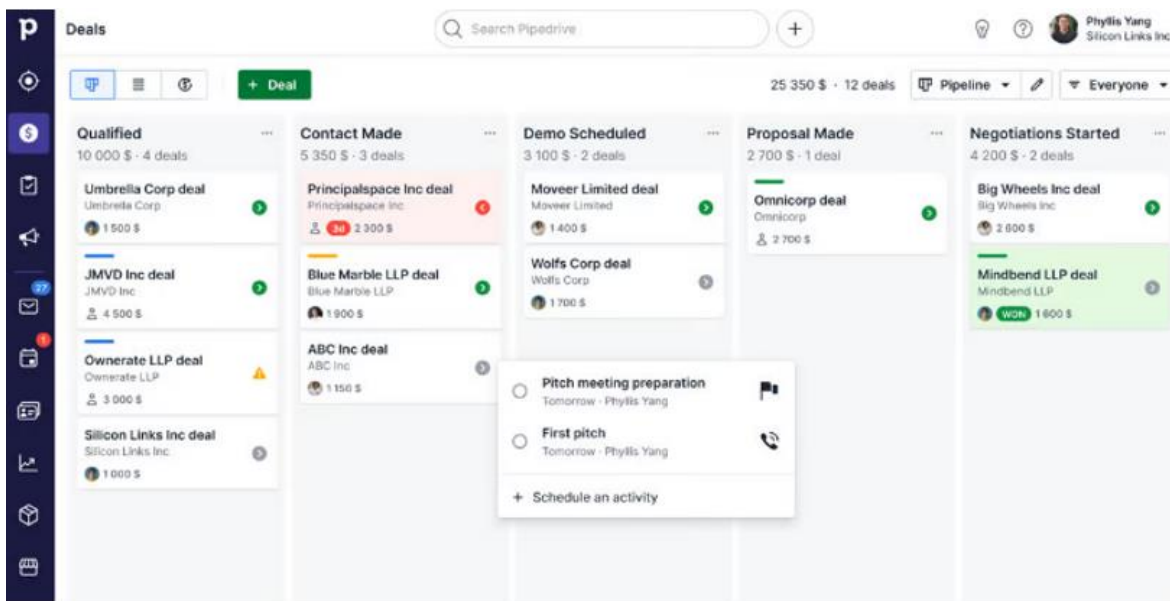 p
Deals
Search Pipedrive
+
?
Phyllis Yang
Silicon Links Inc
+ Deal
25 350 $ · 12 deals
Pipeline
Everyone
Qualified
10 000 $ · 4 deals
Umbrella Corp deal
Umbrella Corp
1 500 $
JMVD Inc deal
JMVD Inc
4 500 $
Ownerate LLP deal
Ownerate LLP
3 000 $
Silicon Links Inc deal
Silicon Links Inc
1 000 $
Contact Made
5 350 $ · 3 deals
Principalspace Inc deal
Principalspace Inc
3d 2 300 $
Blue Marble LLP deal
Blue Marble LLP
1 900 $
ABC Inc deal
ABC Inc
1 150 $
Demo Scheduled
3 100 $ · 2 deals
Moveer Limited deal
Moveer Limited
1 400 $
Wolfs Corp deal
Wolfs Corp
1 700 $
Pitch meeting preparation
Tomorrow · Phyllis Yang
First pitch
Tomorrow · Phyllis Yang
+ Schedule an activity
Proposal Made
2 700 $ · 1 deal
Omnicorp deal
Omnicorp
2 700 $
Negotiations Started
4 200 $ · 2 deals
Big Wheels Inc deal
Big Wheels Inc
2 600 $
Mindbend LLP deal
Mindbend LLP
WON 1 600 $
27
1